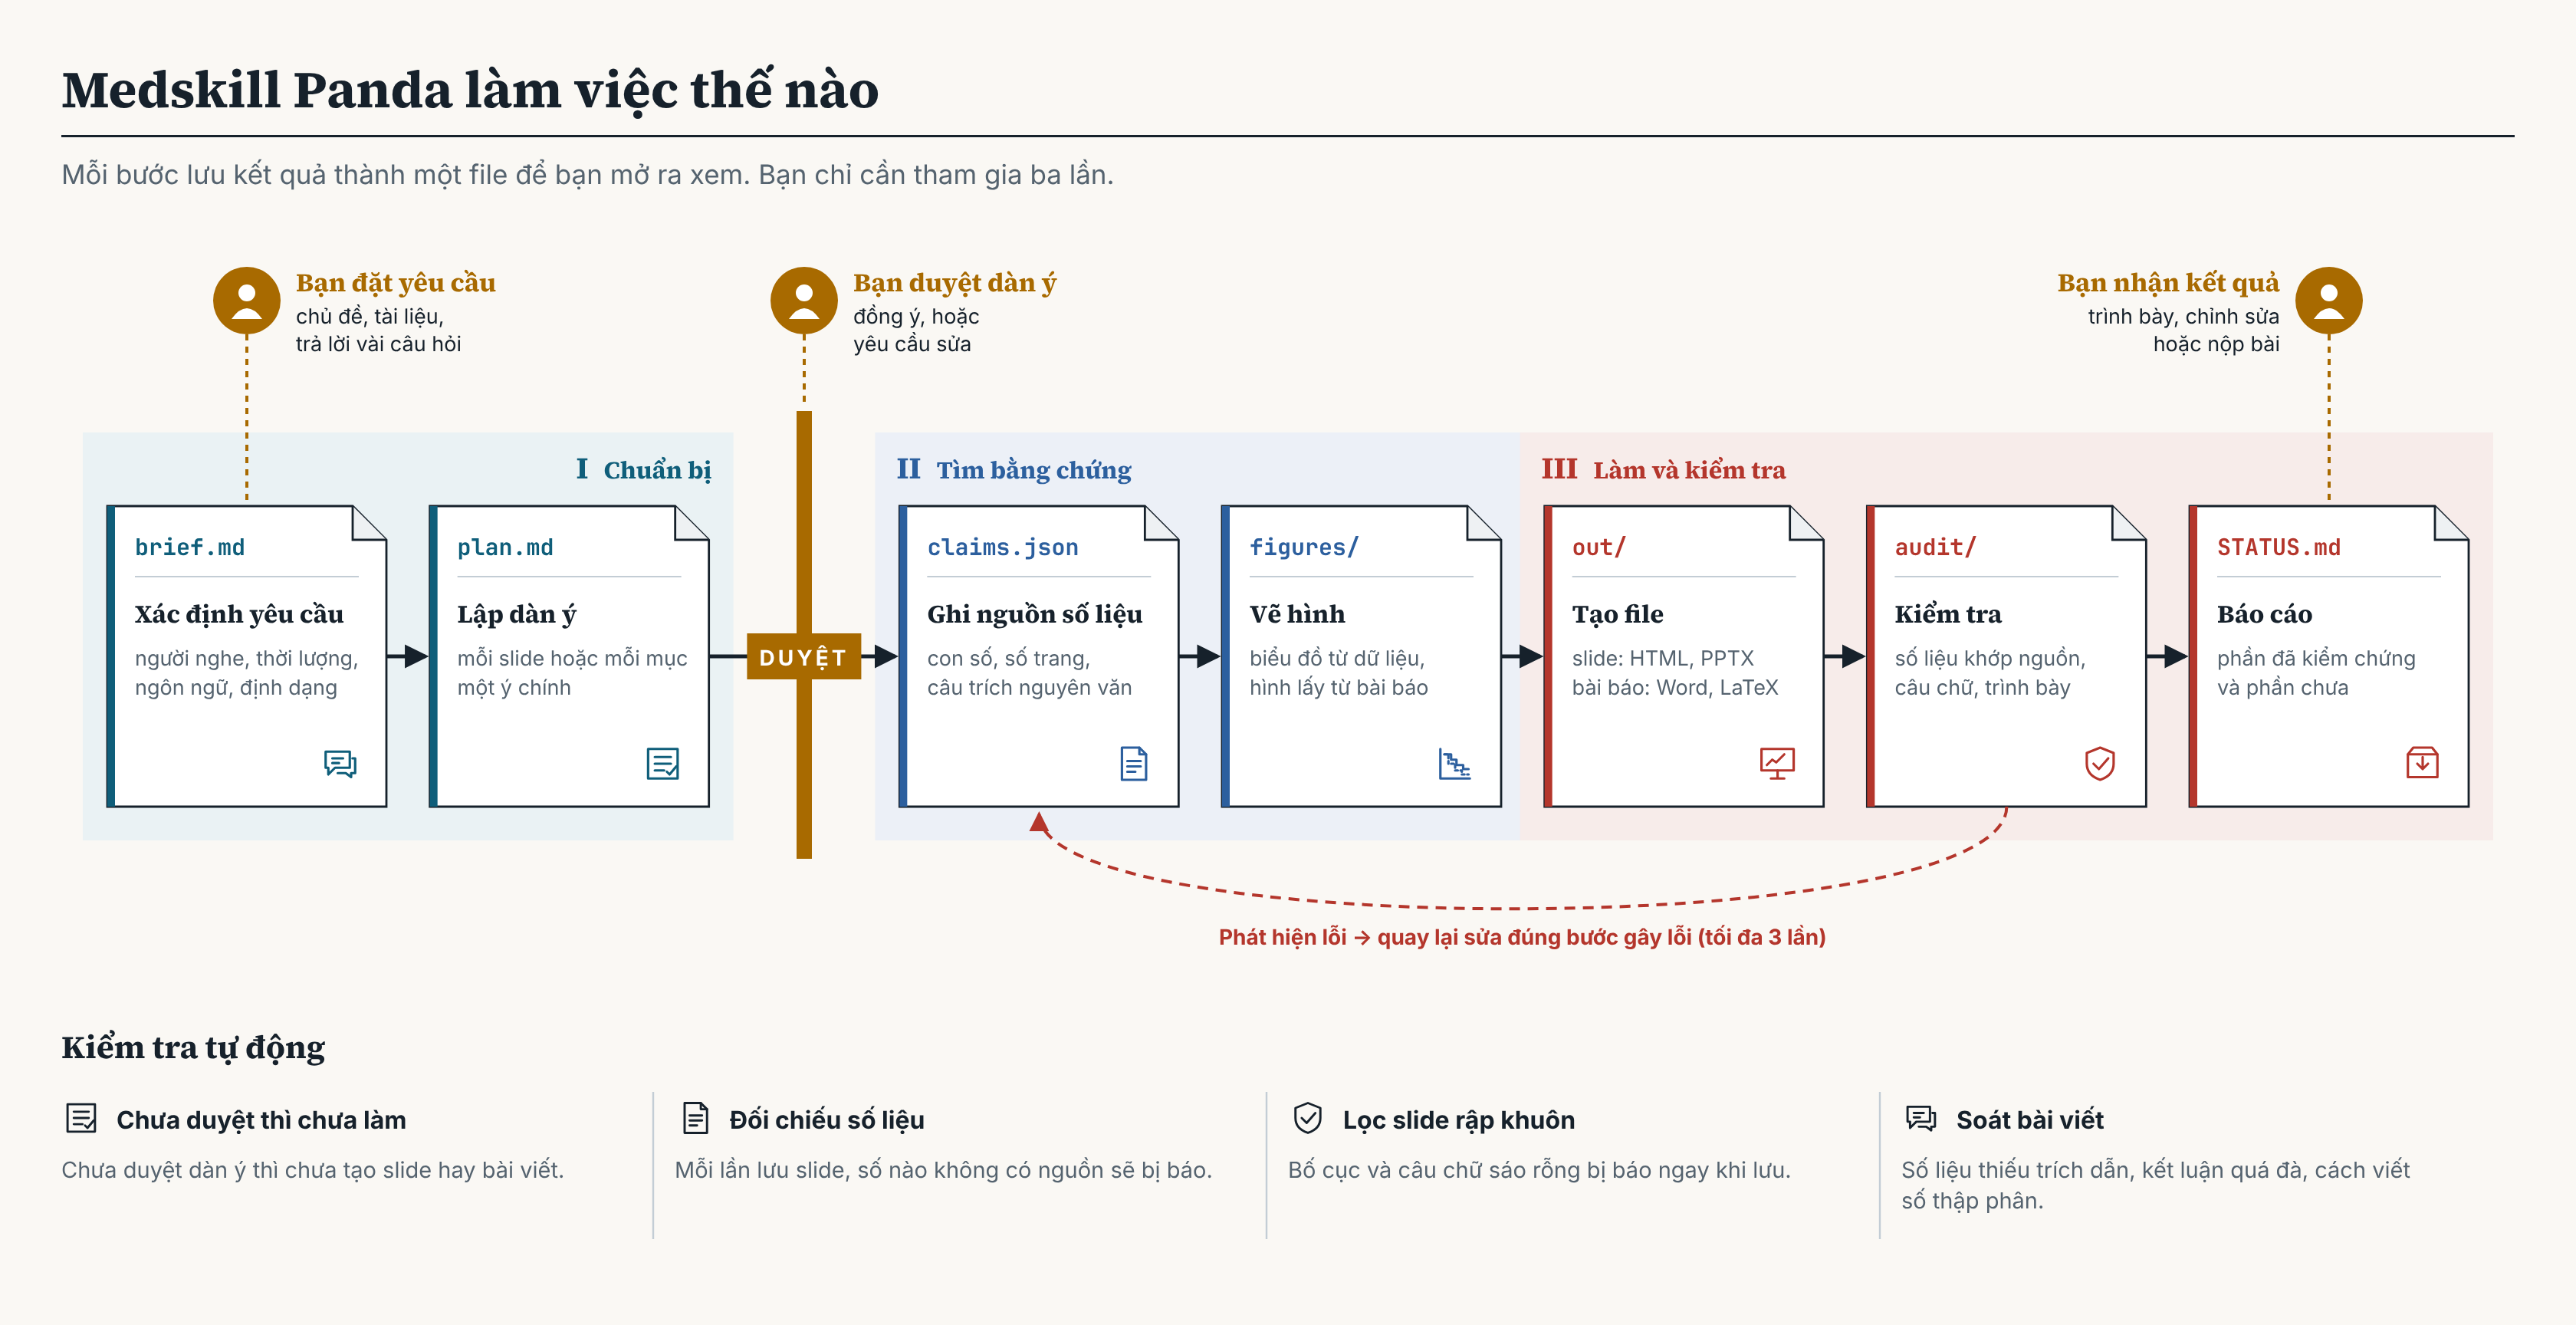 Medskill Panda làm việc thế nào
Mỗi bước lưu kết quả thành một file để bạn mở ra xem. Bạn chỉ cần tham gia ba lần.
Bạn đặt yêu cầu
chủ đề, tài liệu,
trả lời vài câu hỏi
Bạn duyệt dàn ý
đồng ý, hoặc
yêu cầu sửa
Bạn nhận kết quả
trình bày, chỉnh sửa
hoặc nộp bài
I Chuẩn bị
brief.md
Xác định yêu cầu
người nghe, thời lượng,
ngôn ngữ, định dạng
plan.md
Lập dàn ý
mỗi slide hoặc mỗi mục
một ý chính
DUYỆT
II Tìm bằng chứng
claims.json
Ghi nguồn số liệu
con số, số trang,
câu trích nguyên văn
figures/
Vẽ hình
biểu đồ từ dữ liệu,
hình lấy từ bài báo
III Làm và kiểm tra
out/
Tạo file
slide: HTML, PPTX
bài báo: Word, LaTeX
audit/
Kiểm tra
số liệu khớp nguồn,
câu chữ, trình bày
STATUS.md
Báo cáo
phần đã kiểm chứng
và phần chưa
Phát hiện lỗi → quay lại sửa đúng bước gây lỗi (tối đa 3 lần)
Kiểm tra tự động
Chưa duyệt thì chưa làm
Chưa duyệt dàn ý thì chưa tạo slide hay bài viết.
Đối chiếu số liệu
Mỗi lần lưu slide, số nào không có nguồn sẽ bị báo.
Lọc slide rập khuôn
Bố cục và câu chữ sáo rỗng bị báo ngay khi lưu.
Soát bài viết
Số liệu thiếu trích dẫn, kết luận quá đà, cách viết
số thập phân.